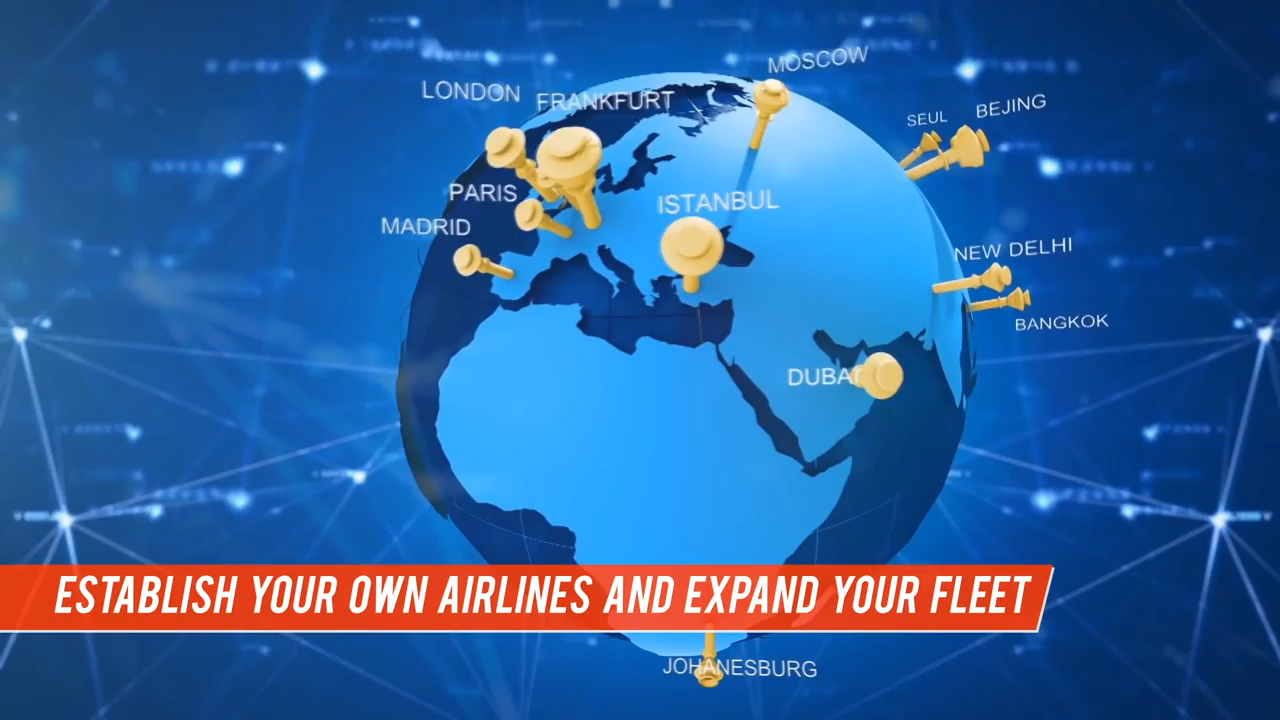 MOSCOW
LONDON
FRANKFURT
SEUL
BEJING
PARIS
ISTANBUL
MADRID
NEW DELHI
BANGKOK
DUBAI
ESTABLISH YOUR OWN AIRLINES AND EXPAND YOUR FLEET
JOHANESBURG